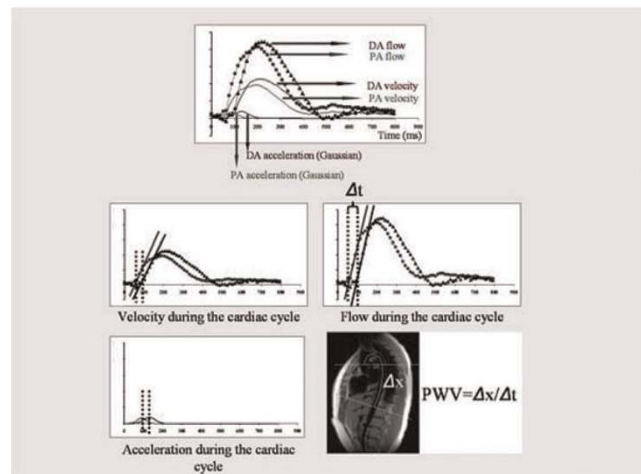 DA flow
PA flow
DA velocity
PA velocity
Time (ms)
DA acceleration (Gaussian)
PA acceleration (Gaussian)
Δt
Velocity during the cardiac cycle
Flow during the cardiac cycle
Δx
PWV=Δx/Δt
Acceleration during the cardiac
cycle